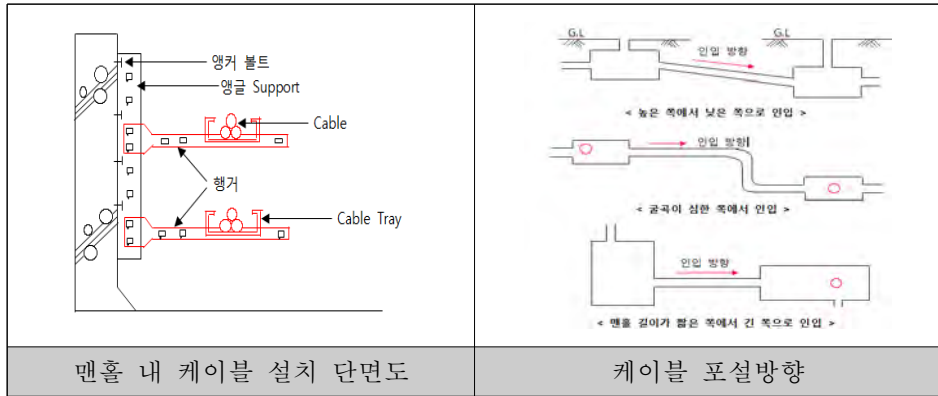 앵커 볼트
앵글 Support
Cable
행거
Cable Tray
맨홀 내 케이블 설치 단면도
G.L
G.L
인입 방향
< 높은 쪽에서 낮은 쪽으로 인입 >
인입 방향
< 굴곡이 심한 쪽에서 인입 >
인입 방향
< 맨홀 길이가 짧은 쪽에서 긴 쪽으로 인입 >
케이블 포설방향